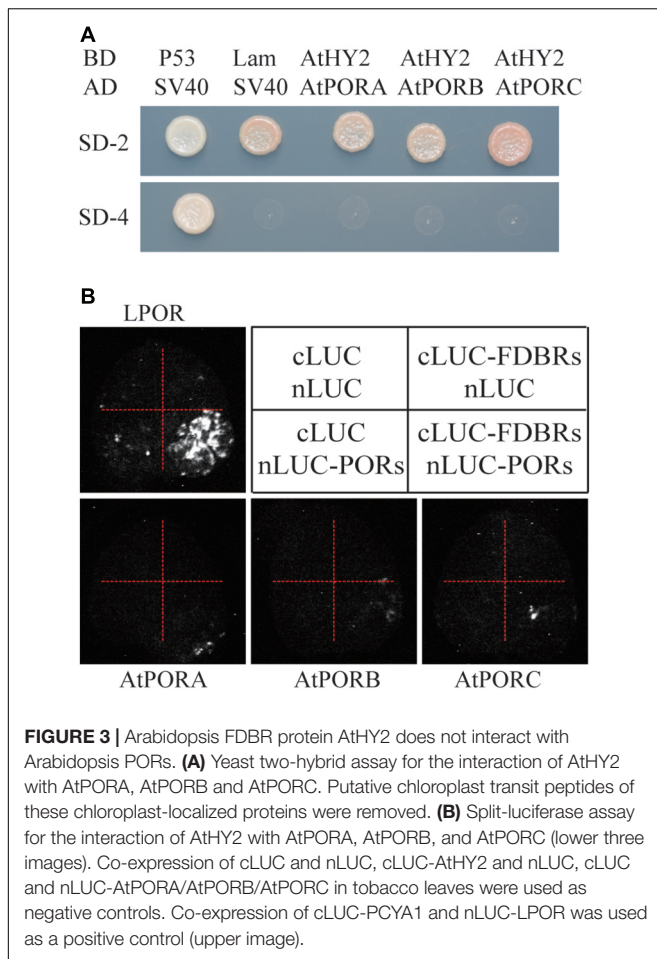 A
BD P53 Lam AtHY2 AtHY2 AtHY2
AD SV40 SV40 AtPORA AtPORB AtPORC
SD-2
SD-4
B
LPOR
cLUC cLUC-FDBRs
nLUC nLUC
cLUC cLUC-FDBRs
nLUC-PORs nLUC-PORs
AtPORA AtPORB AtPORC
FIGURE 3 | Arabidopsis FDBR protein AtHY2 does not interact with
Arabidopsis PORs. (A) Yeast two-hybrid assay for the interaction of AtHY2
with AtPORA, AtPORB and AtPORC. Putative chloroplast transit peptides of
these chloroplast-localized proteins were removed. (B) Split-luciferase assay
for the interaction of AtHY2 with AtPORA, AtPORB, and AtPORC (lower three
images). Co-expression of cLUC and nLUC, cLUC-AtHY2 and nLUC, cLUC
and nLUC-AtPORA/AtPORB/AtPORC in tobacco leaves were used as
negative controls. Co-expression of cLUC-PCYA1 and nLUC-LPOR was used
as a positive control (upper image).